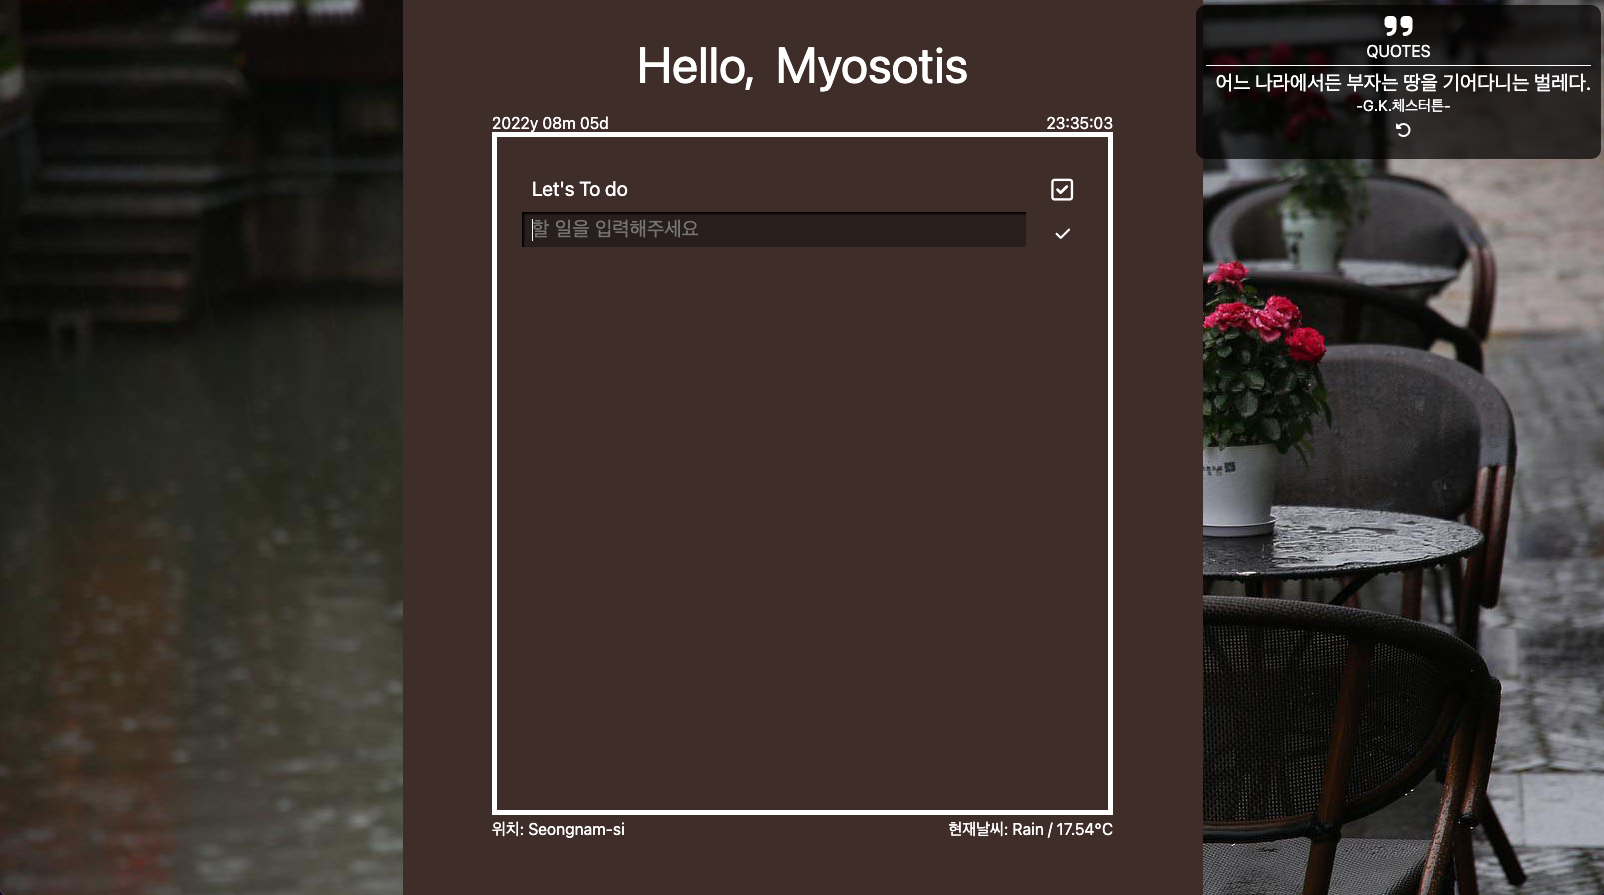 Hello, Myosotis
2022y 08m 05d
23:35:03
Let's To do
할 일을 입력해주세요
위치: Seongnam-si
현재날씨: Rain / 17.54°C
QUOTES
어느 나라에서든 부자는 땅을 기어다니는 벌레다.
-G.K.체스터튼-